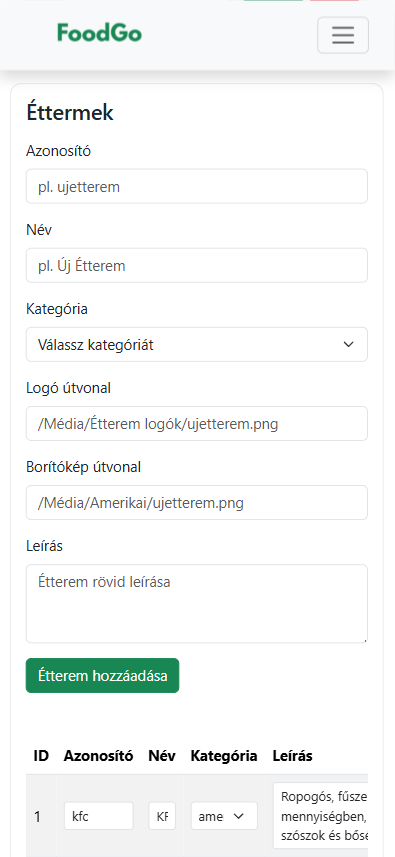 FoodGo
Éttermek
Azonosító
pl. ujetterem
Név
pl. Új Étterem
Kategória
Válassz kategóriát
Logó útvonal
/Média/Étterem logók/ujetterem.png
Borítókép útvonal
/Média/Amerikai/ujetterem.png
Leírás
Étterem rövid leírása
Étterem hozzáadása
ID Azonosító Név Kategória Leírás
1 kfc KF ame Ropogós, fűsze
mennyiségben,
szószok és bőse